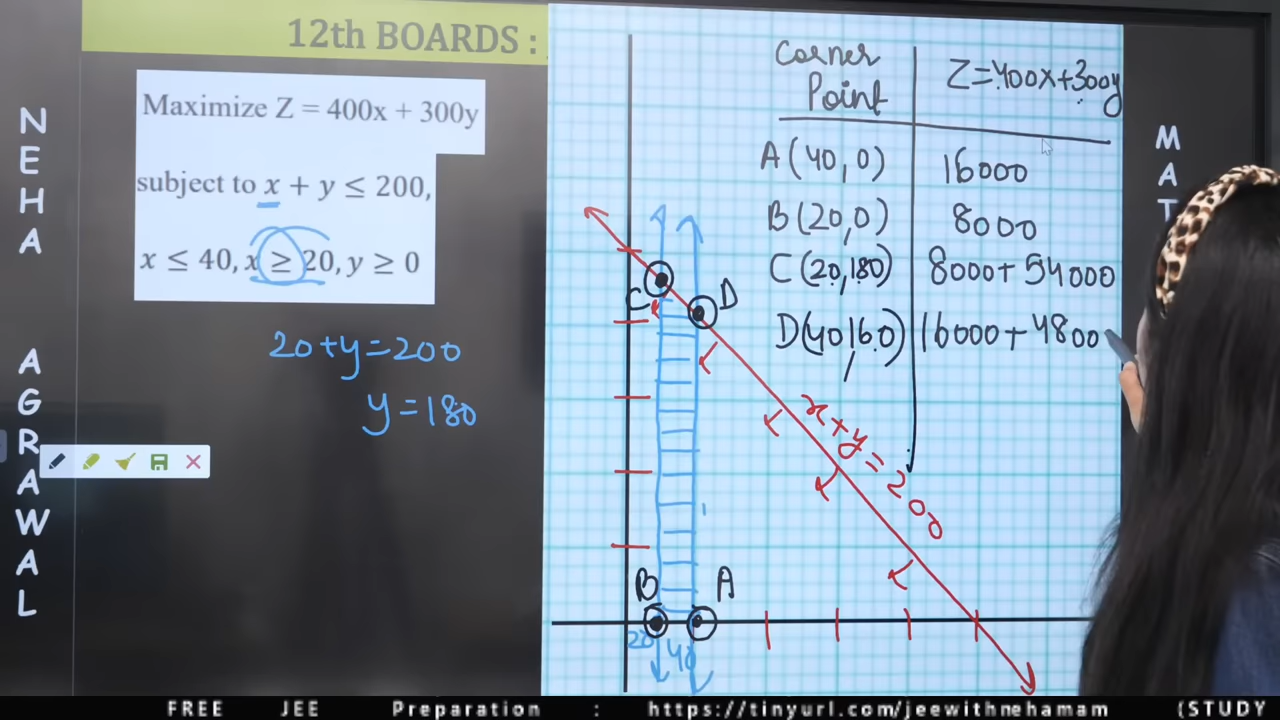 12th BOARDS :
NEHA AGRAWAL
Maximize Z = 400x + 300y
subject to x + y ≤ 200,
x ≤ 40, x ≥ 20, y ≥ 0
20+y=200
y=180
Corner Point
Z=400x+300y
A(40,0) 16000
B(20,0) 8000
C(20,180) 8000+54000
D(40,160) 16000+4800
C
D
x+y=200
B
A
20
40
MAT
FREE JEE Preparation : https://tinyurl.com/jeewithnehamam (STUDY